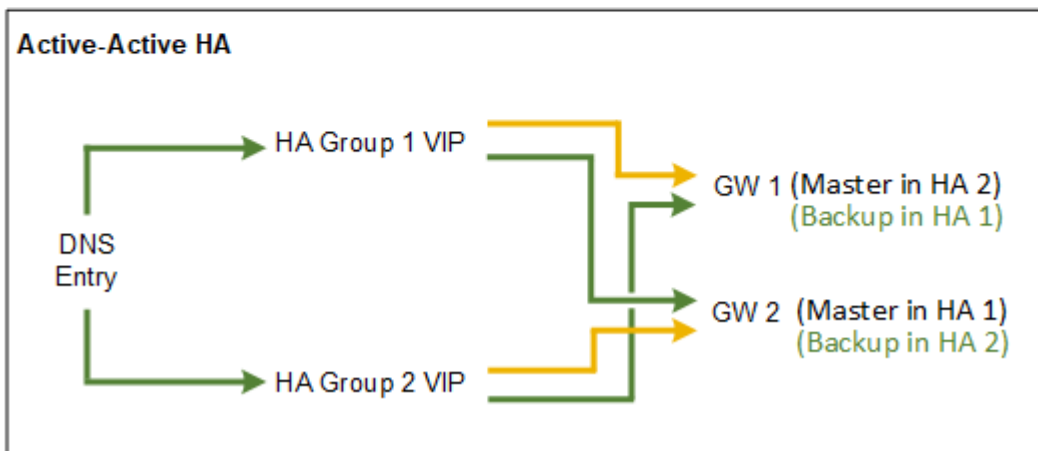 Active-Active HA
HA Group 1 VIP
GW 1 (Master in HA 2)
(Backup in HA 1)
DNS
Entry
GW 2 (Master in HA 1)
(Backup in HA 2)
HA Group 2 VIP